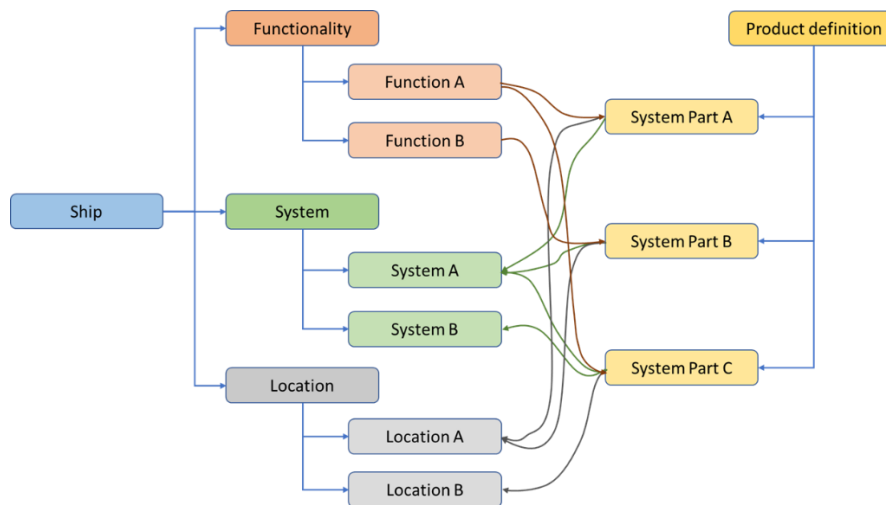 Functionality
Product definition
Function A
System Part A
Function B
Ship
System
System Part B
System A
System B
System Part C
Location
Location A
Location B